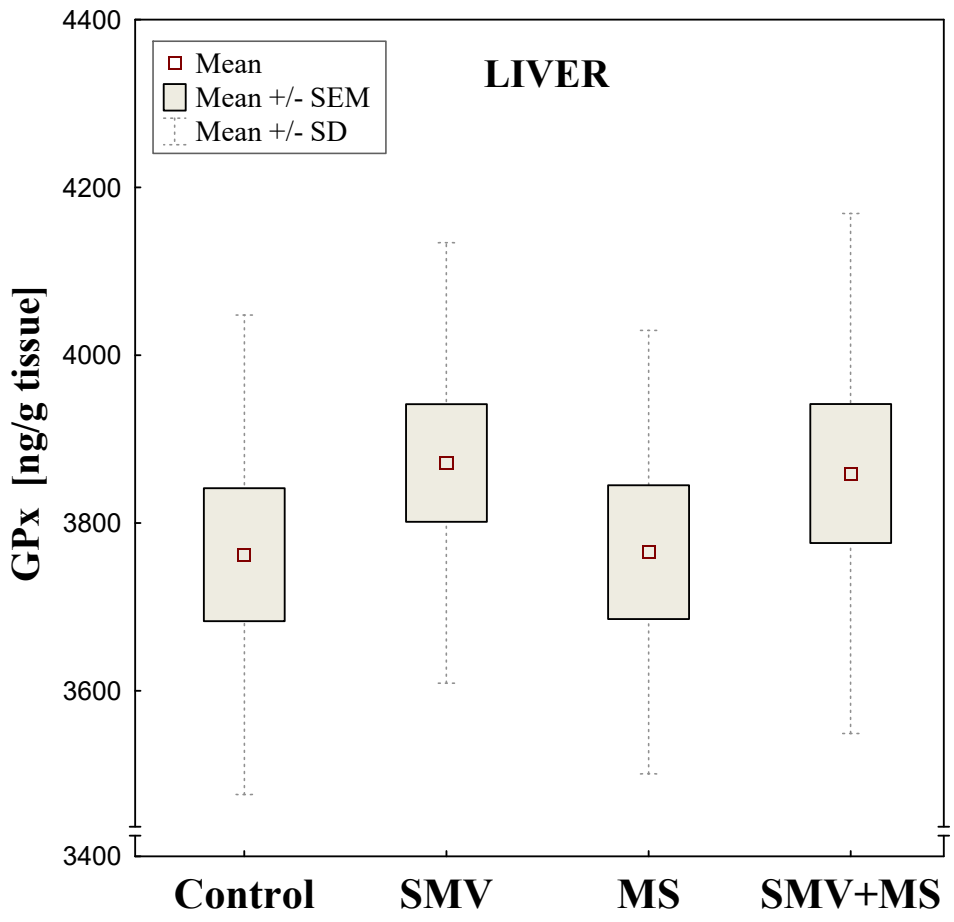 LIVER
Mean
Mean +/- SEM
Mean +/- SD
GPx [ng/g tissue]
4400
4200
4000
3800
3600
3400
Control SMV MS SMV+MS